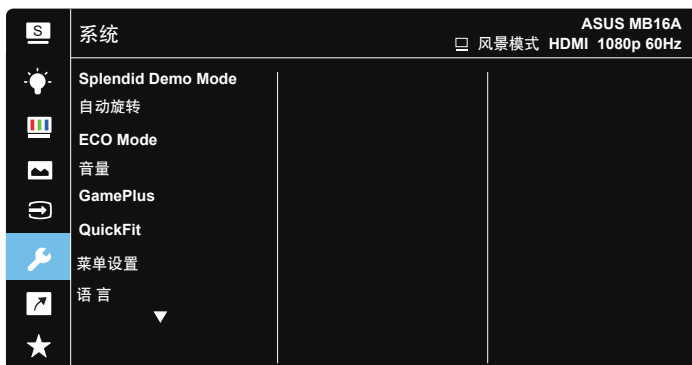 S
系统
ASUS MB16A
风景模式 HDMI 1080p 60Hz
Splendid Demo Mode
自动旋转
ECO Mode
音量
GamePlus
QuickFit
菜单设置
语 言